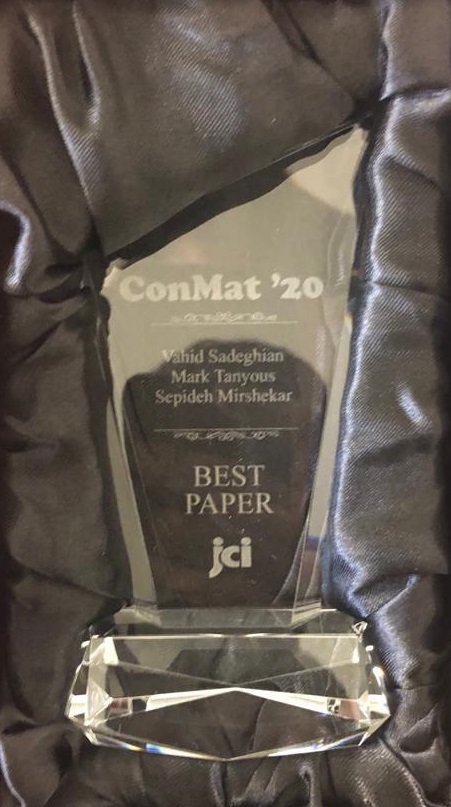 ConMat '20
Vahid Sadeghian
Mark Tanyous
Sepideh Mirshekar
BEST
PAPER
jci